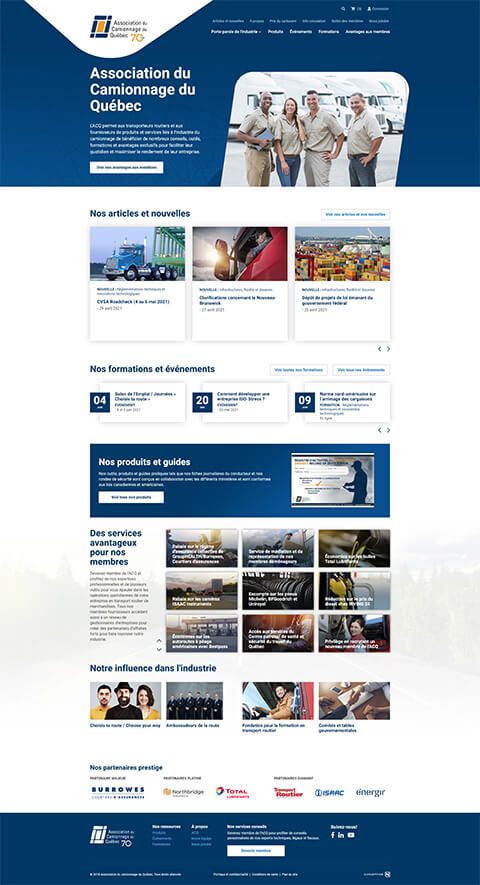 Connexion
Association du
Camionnage du
Québec 70
Articles et nouvelles
À propos
Prix du carburant
Info circulation
Bottin des membres
Nous joindre
Porte-parole de l'industrie
Produits
Événements
Formations
Avantages aux membres
Association du
Camionnage du
Québec
L'ACQ permet aux transporteurs routiers et aux
fournisseurs de produits et services liés à l'industrie du
camionnage de bénéficier de nombreux conseils, outils,
formations et avantages exclusifs pour faciliter leur
quotidien et maximiser le rendement de leur entreprise.
Voir nos avantages aux membres
Nos articles et nouvelles
Voir nos articles et nos nouvelles
NOUVELLE : Réglementations techniques et
innovations technologiques
CVSA Roadcheck (4 au 6 mai 2021)
- 29 avril 2021
NOUVELLE : Infrastructures, fluidité et douanes
Clarifications concernant le Nouveau-
Brunswick
- 27 avril 2021
NOUVELLE : Infrastructures, fluidité et douanes
Dépôt de projets de loi émanant du
gouvernement fédéral
- 25 avril 2021
Nos formations et événements
Voir toutes nos formations
Voir tous nos événements
04
Salon de l'Emploi / Journées «
Choisis ta route »
ÉVÉNEMENT
- 4 et 5 juin 2021
20
Comment développer une
entreprise ISO-Stress ?
ÉVÉNEMENT
- 20 mai 2021
09
Norme nord-américaine sur
l'arrimage des cargaisons
FORMATION : Réglementations
techniques et innovations
technologiques
En ligne
Nos produits et guides
Nos outils, produits et guides pratiques tels que nos fiches journalières du conducteur et nos
rondes de sécurité sont conçus en collaboration avec les différents ministères et sont conformes
aux lois canadiennes et américaines.
Voir tous nos produits
Des services
avantageux
pour nos
membres
Devenez membre de l'ACQ et
profitez de nos expertises
professionnelles et de plusieurs
outils pour vous épauler dans les
opérations quotidiennes de votre
entreprise en transport routier de
marchandises. Tous nos
membres fournisseurs accèdent
ainsi à un réseau de
gestionnaires d'entreprises pour
créer des partenariats d'affaires
forts pour faire rayonner notre
industrie.
Rabais sur le régime
d'assurance collective de
GroupHEALTH/Burrowes,
Courtiers d'assurances
Service de médiation et de
représentation de nos
membres déménageurs
Économies sur les huiles
Total Lubrifiants
Rabais sur les caméras
ISAAC Instruments
Escompte sur les pneus
Michelin, BFGoodrich et
Uniroyal
Réductions sur le prix du
diesel chez IRVING 24
Économies sur les
autoroutes à péage
américaines avec Bestpass
Accès aux services du
Centre patronal de santé et
sécurité du travail du
Québec
Privilège en recrutant un
nouveau membre de l'ACQ
Notre influence dans l'industrie
Choisis ta route / Choose your way
Ambassadeurs de la route
Fondation pour la formation en
transport routier
Comités et tables
gouvernementales
Nos partenaires prestige
PARTENAIRE MAJEUR
PARTENAIRES PLATINE
PARTENAIRES DIAMANT
BURROWES
COURTIERS D'ASSURANCES
Northbridge
Assurance
TOTAL
LUBRIFIANTS
Transport
Routier
ISAAC
énergir
Association du
Camionnage du
Québec 70
Nos ressources
Produits
Événements
Formations
À propos
ACQ
Notre équipe
Nous joindre
Nos services conseils
Devenez membre de l'ACQ pour profiter de conseils
personnalisés de nos experts techniques, légaux et fiscaux.
Devenir membre
Suivez-nous!
© 2019 Association du camionnage du Québec, Tous droits réservés
Politique et confidentialité | Conditions de vente | Plan du site